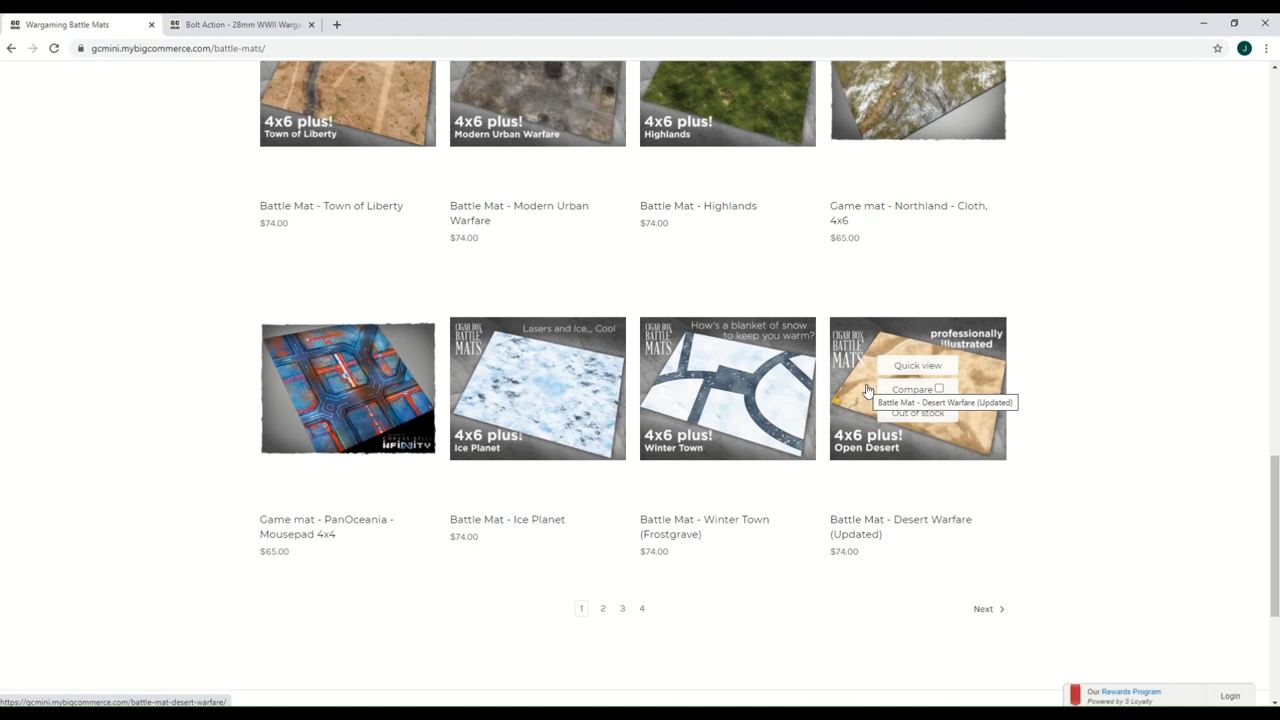 GC
MINI
Wargaming Battle Mats
GC
MINI
Bolt Action - 28mm WWII Warga
gcmini.mybigcommerce.com/battle-mats/
J
4x6 plus!
Town of Liberty
4x6 plus!
Modern Urban Warfare
4x6 plus!
Highlands
Battle Mat - Town of Liberty
$74.00
Battle Mat - Modern Urban
Warfare
$74.00
Battle Mat - Highlands
$74.00
Game mat - Northland - Cloth,
4x6
$65.00
CORVUS BELLI
INFINITY
CIGAR BOX
BATTLE
MATS
Lasers and Ice... Cool
4x6 plus!
Ice Planet
CIGAR BOX
BATTLE
MATS
How's a blanket of snow
to keep you warm?
4x6 plus!
Winter Town
CIGAR BOX
BATTLE
MATS
professionally
illustrated
Quick view
Compare
Battle Mat - Desert Warfare (Updated)
Out of stock
4x6 plus!
Open Desert
Game mat - PanOceania -
Mousepad 4x4
$65.00
Battle Mat - Ice Planet
$74.00
Battle Mat - Winter Town
(Frostgrave)
$74.00
Battle Mat - Desert Warfare
(Updated)
$74.00
1 2 3 4
Next
https://gcmini.mybigcommerce.com/battle-mat-desert-warfare/
Our Rewards Program
Powered by S Loyalty
Login